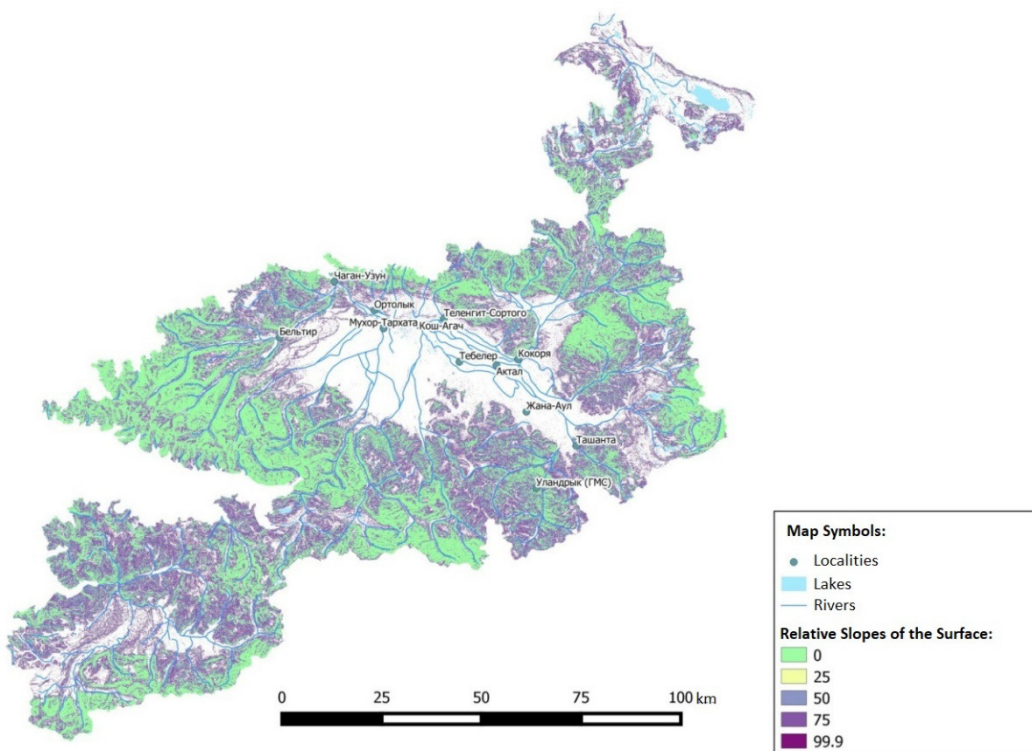 Чаган-Узун
Ортолык
Теленгит-Сортого
Мухор-Тархата
Кош-Агач
Бельтир
Тебелер
Кокоря
Актал
Жана-Аул
Ташанта
Уландрык (ГМС)
Map Symbols:
Localities
Lakes
Rivers
Relative Slopes of the Surface:
0
25
50
75
99.9
0 25 50 75 100 km